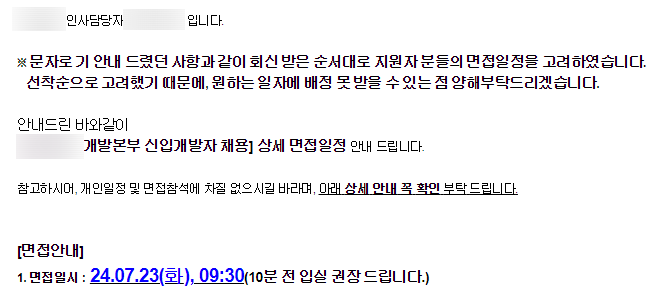 인사담당자 입니다.
※ 문자로 기 안내 드렸던 사항과 같이 회신 받은 순서대로 지원자 분들의 면접일정을 고려하였습니다.
선착순으로 고려했기 때문에, 원하는 일자에 배정 못 받을 수 있는 점 양해부탁드리겠습니다.
안내드린 바와같이
개발본부 신입개발자 채용] 상세 면접일정 안내 드립니다.
참고하시어, 개인일정 및 면접참석에 차질 없으시길 바라며, 아래 상세 안내 꼭 확인 부탁 드립니다.
[면접안내]
1. 면접일시 : 24.07.23(화), 09:30(10분 전 입실 권장 드립니다.)